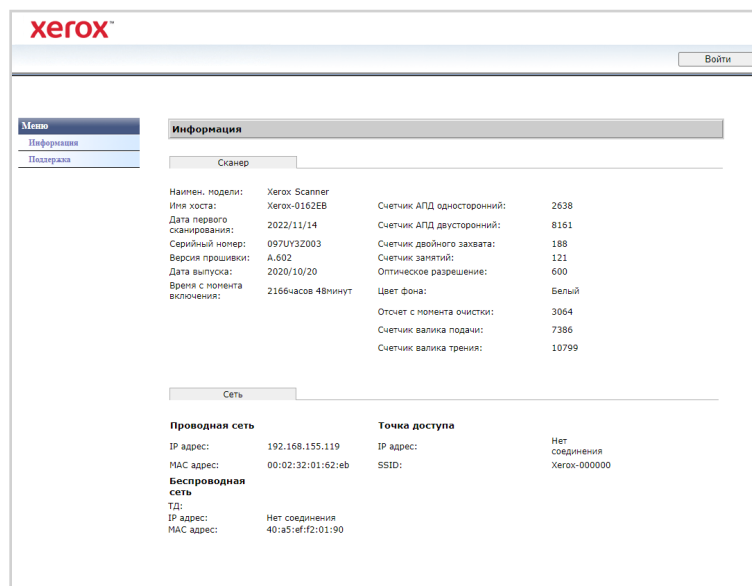 xerox™
Войти
Меню
Информация
Поддержка
Информация
Сканер
Наимен. модели: Xerox Scanner
Имя хоста: Xerox-0162EB Счетчик АПД односторонний: 2638
Дата первого
сканирования: 2022/11/14 Счетчик АПД двусторонний: 8161
Серийный номер: 097UY3Z003 Счетчик двойного захвата: 188
Версия прошивки: A.602 Счетчик замятий: 121
Дата выпуска: 2020/10/20 Оптическое разрешение: 600
Время с момента
включения: 2166часов 48минут Цвет фона: Белый
Отсчет с момента очистки: 3064
Счетчик валика подачи: 7386
Счетчик валика трения: 10799
Сеть
Проводная сеть Точка доступа
IP адрес: 192.168.155.119 IP адрес: Нет
соединения
MAC адрес: 00:02:32:01:62:eb SSID: Xerox-000000
Беспроводная
сеть
ТД:
IP адрес: Нет соединения
MAC адрес: 40:a5:ef:f2:01:90